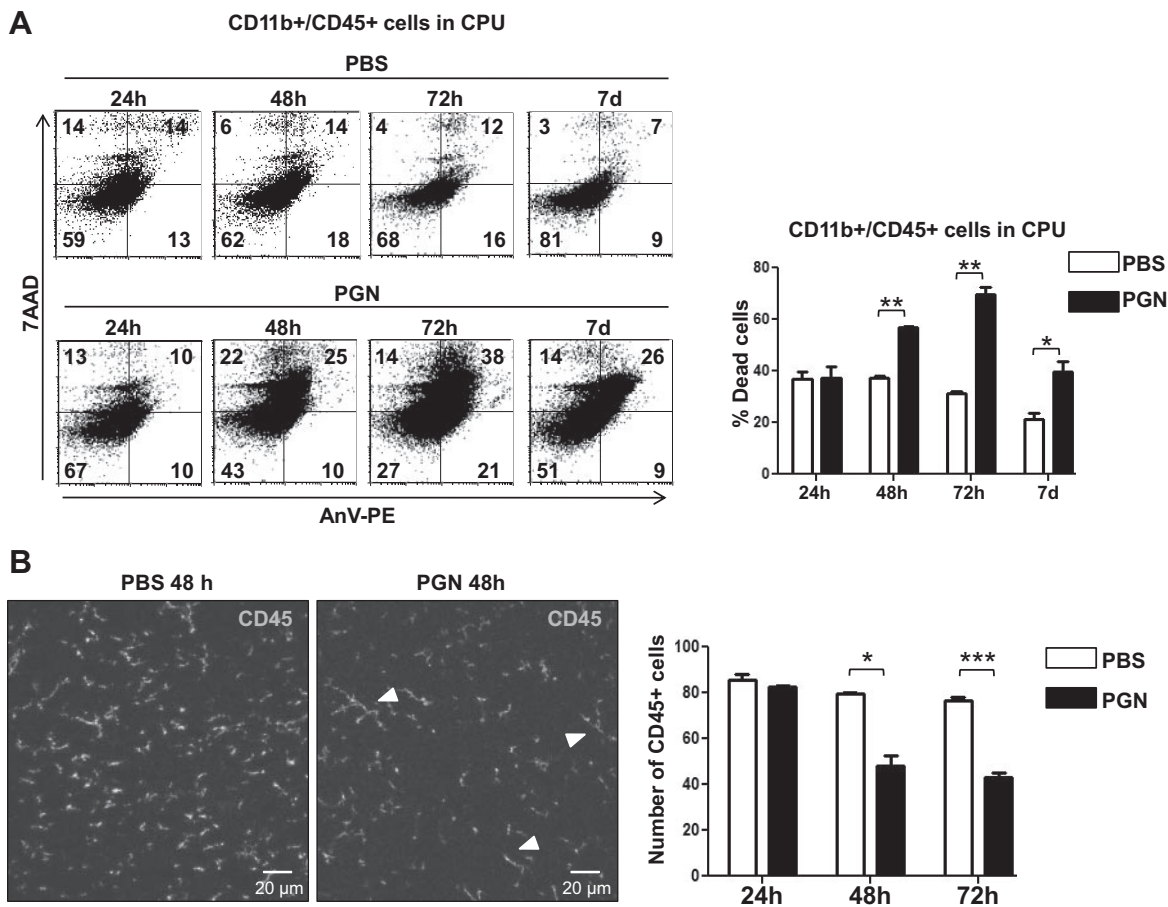 A
CD11b+/CD45+ cells in CPU
PBS
24h 48h 72h 7d
14 14 6 14 4 12 3 7
59 13 62 18 68 16 81 9
PGN
24h 48h 72h 7d
13 10 22 25 14 38 14 26
67 10 43 10 27 21 51 9
7AAD
AnV-PE
CD11b+/CD45+ cells in CPU
PBS
PGN
% Dead cells
80
60
40
20
0
** ** *
24h 48h 72h 7d
B
PBS 48 h PGN 48h
CD45 CD45
20 µm 20 µm
Number of CD45+ cells
100
80
60
40
20
0
* ***
24h 48h 72h
PBS
PGN